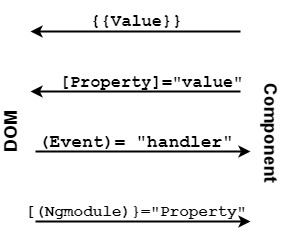 {{Value}}
[Property]="value"
DOM
Component
(Event)= "handler"
[(Ngmodule)}="Property"